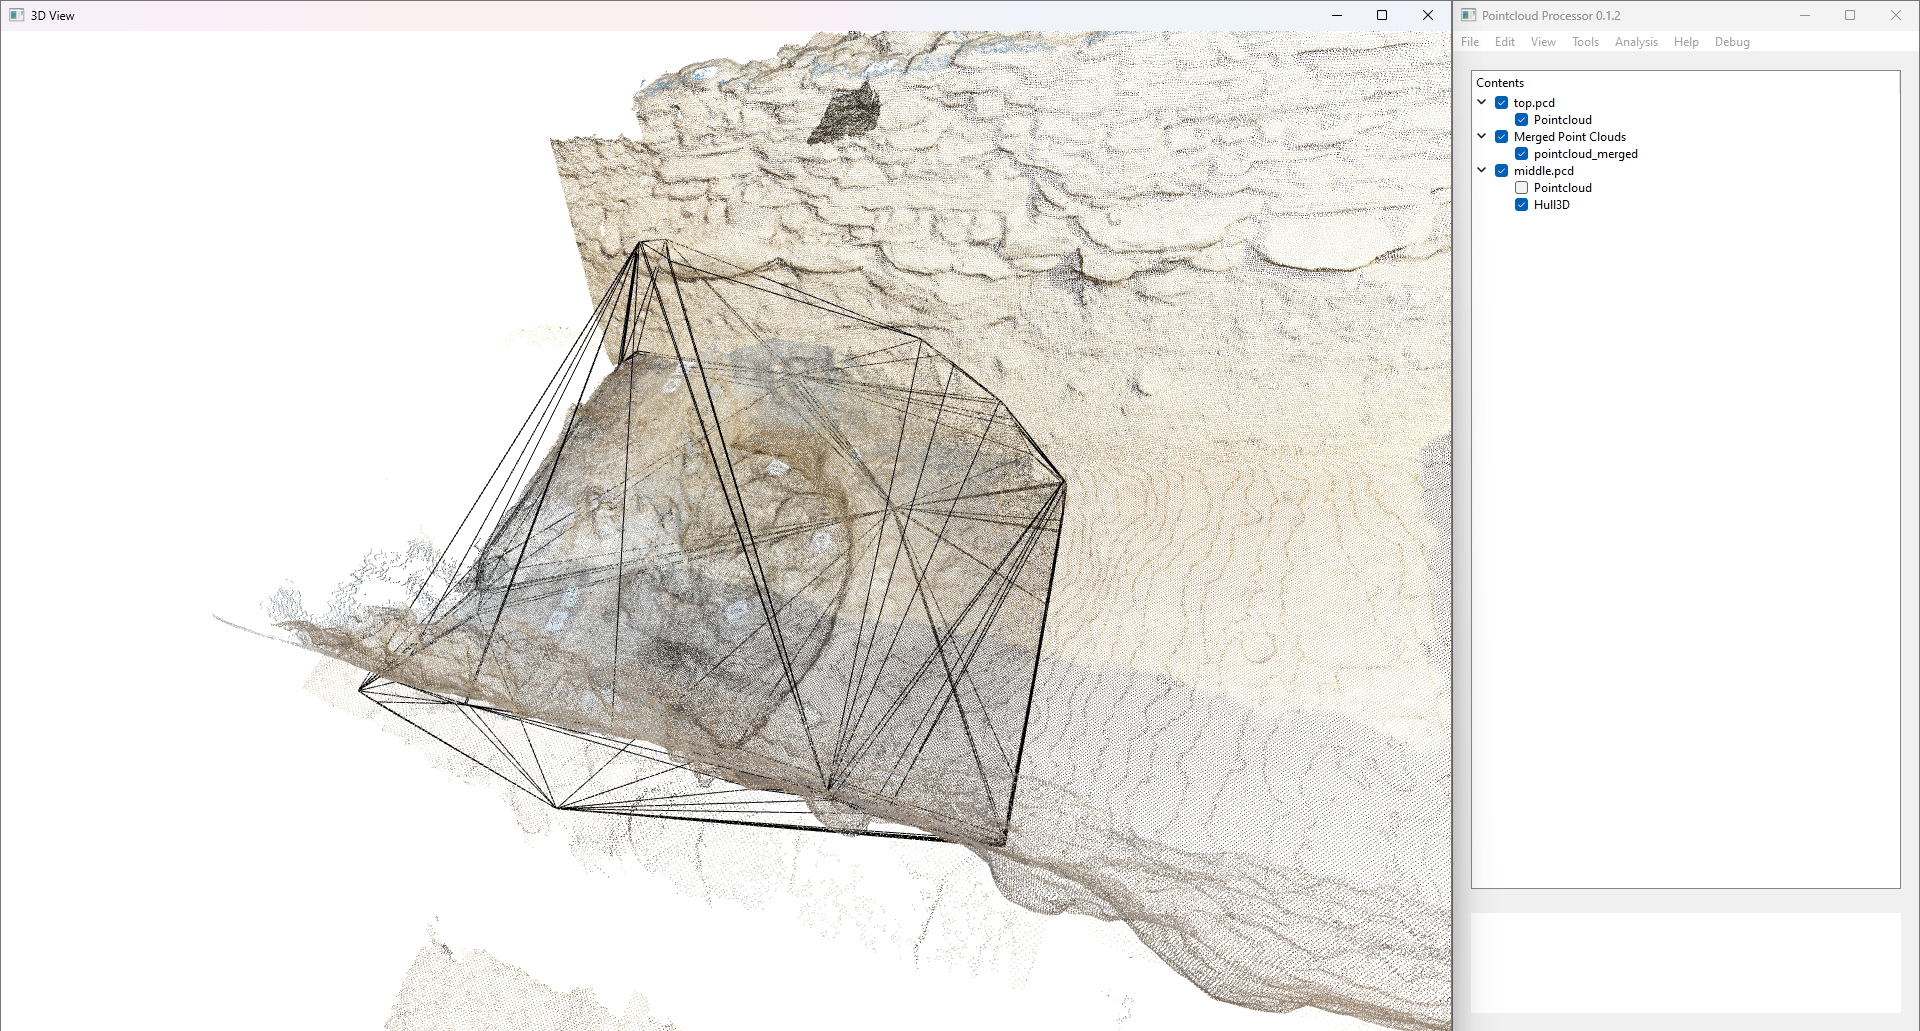 3D View
Pointcloud Processor 0.1.2
File Edit View Tools Analysis Help Debug
Contents
top.pcd
Pointcloud
Merged Point Clouds
pointcloud_merged
middle.pcd
Pointcloud
Hull3D